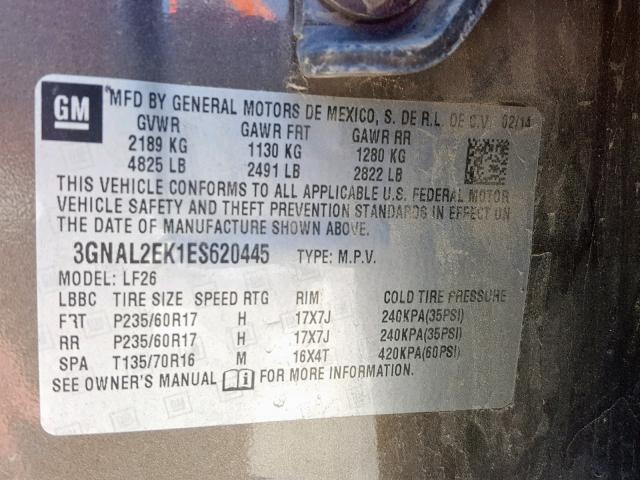 GM
MFD BY GENERAL MOTORS DE MEXICO, S. DE R.L. DE C.V. 02/14
GVWR GAWR FRT GAWR RR
2189 KG 1130 KG 1280 KG
4825 LB 2491 LB 2822 LB
THIS VEHICLE CONFORMS TO ALL APPLICABLE U.S. FEDERAL MOTOR
VEHICLE SAFETY AND THEFT PREVENTION STANDARDS IN EFFECT ON
THE DATE OF MANUFACTURE SHOWN ABOVE.
3GNAL2EK1ES620445 TYPE: M.P.V.
MODEL: LF26
LBBC TIRE SIZE SPEED RTG RIM COLD TIRE PRESSURE
FRT P235/60R17 H 17X7J 240KPA(35PSI)
RR P235/60R17 H 17X7J 240KPA(35PSI)
SPA T135/70R16 M 16X4T 420KPA(60PSI)
SEE OWNER'S MANUAL FOR MORE INFORMATION.